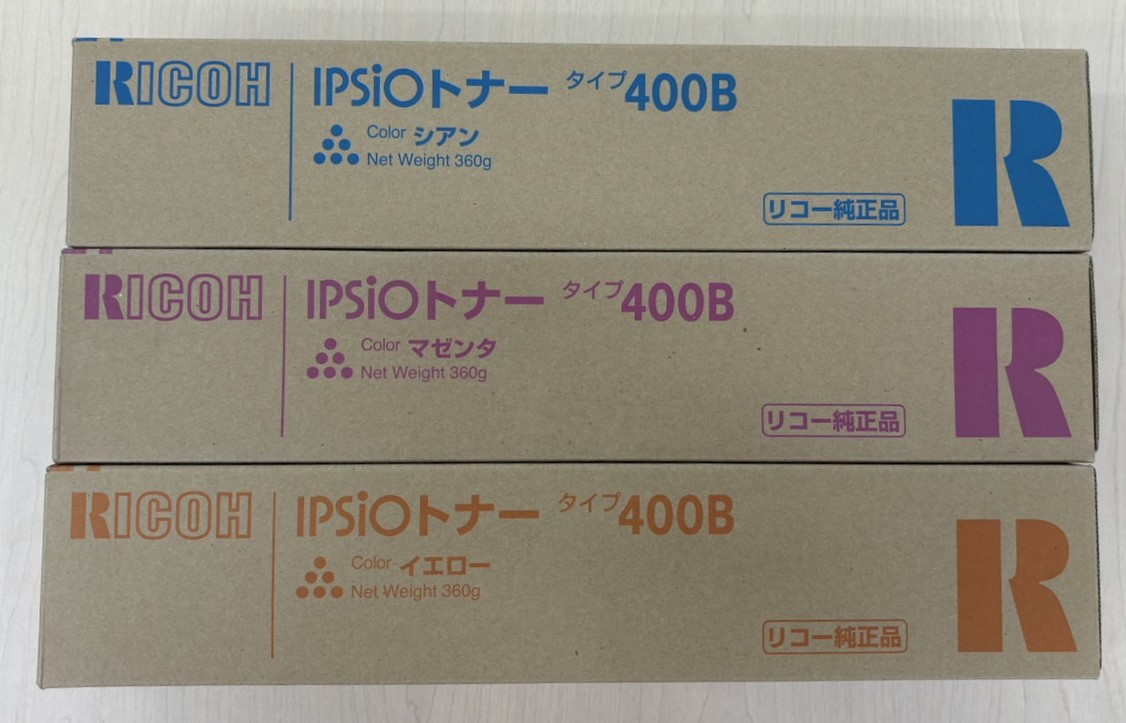 RICOH
IPSiOトナー タイプ400B
Color シアン
Net Weight 360g
リコー純正品
R
RICOH
IPSiOトナー タイプ400B
Color マゼンタ
Net Weight 360g
リコー純正品
R
RICOH
IPSiOトナー タイプ400B
Color イエロー
Net Weight 360g
リコー純正品
R